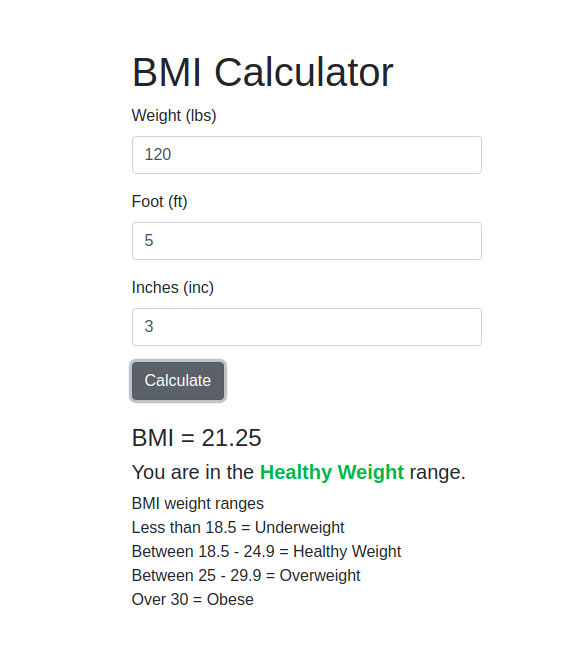 BMI Calculator
Weight (lbs)
120
Foot (ft)
5
Inches (inc)
3
Calculate
BMI = 21.25
You are in the Healthy Weight range.
BMI weight ranges
Less than 18.5 = Underweight
Between 18.5 - 24.9 = Healthy Weight
Between 25 - 29.9 = Overweight
Over 30 = Obese